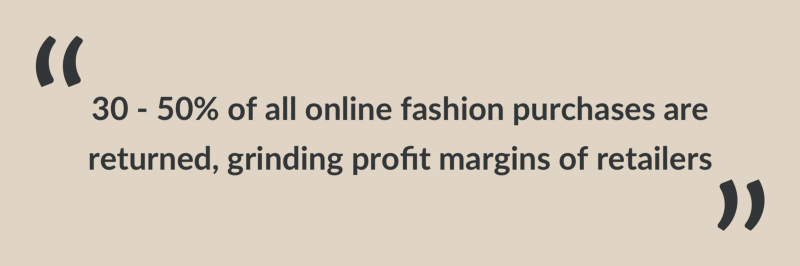 “
30 - 50% of all online fashion purchases are
returned, grinding profit margins of retailers
”